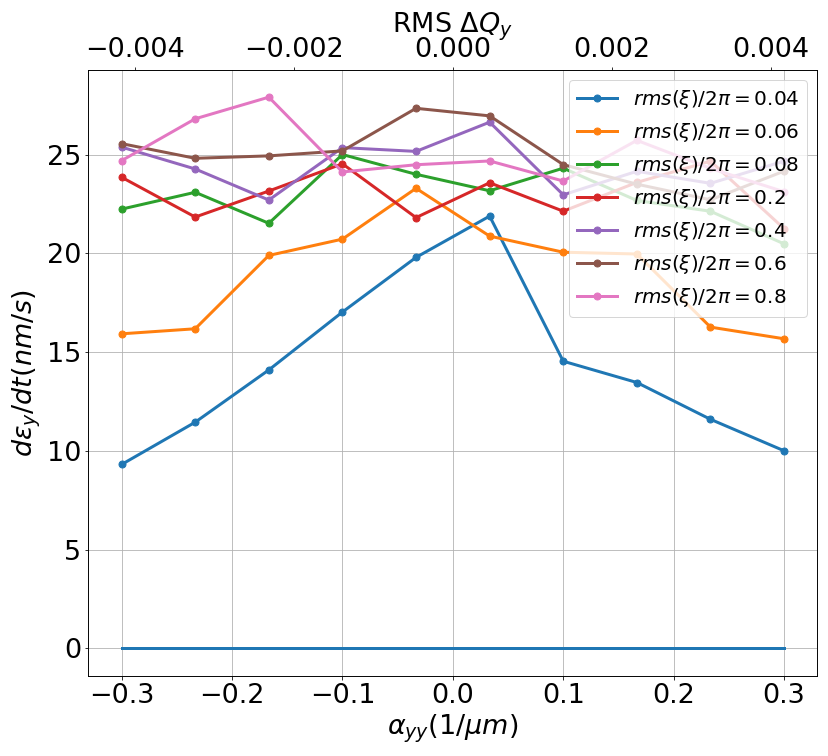 RMS ΔQ_y
−0.004 −0.002 0.000 0.002 0.004
rms(ξ)/2π = 0.04
rms(ξ)/2π = 0.06
rms(ξ)/2π = 0.08
rms(ξ)/2π = 0.2
rms(ξ)/2π = 0.4
rms(ξ)/2π = 0.6
rms(ξ)/2π = 0.8
25
20
15
10
5
0
dε_y/dt(nm/s)
−0.3 −0.2 −0.1 0.0 0.1 0.2 0.3
α_yy(1/μm)